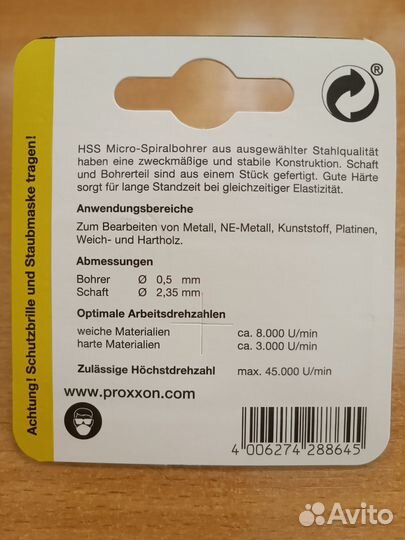 ®
HSS Micro-Spiralbohrer aus ausgewählter Stahlqualität
haben eine zweckmäßige und stabile Konstruktion. Schaft
und Bohrerteil sind aus einem Stück gefertigt. Gute Härte
sorgt für lange Standzeit bei gleichzeitiger Elastizität.
Anwendungsbereiche
Zum Bearbeiten von Metall, NE-Metall, Kunststoff, Platinen,
Weich- und Hartholz.
Abmessungen
Bohrer Ø 0,5 mm
Schaft Ø 2,35 mm
Optimale Arbeitsdrehzahlen
weiche Materialien ca. 8.000 U/min
harte Materialien ca. 3.000 U/min
Zulässige Höchstdrehzahl max. 45.000 U/min
www.proxxon.com
4 006274 288645
Achtung! Schutzbrille und Staubmaske tragen!
Avito